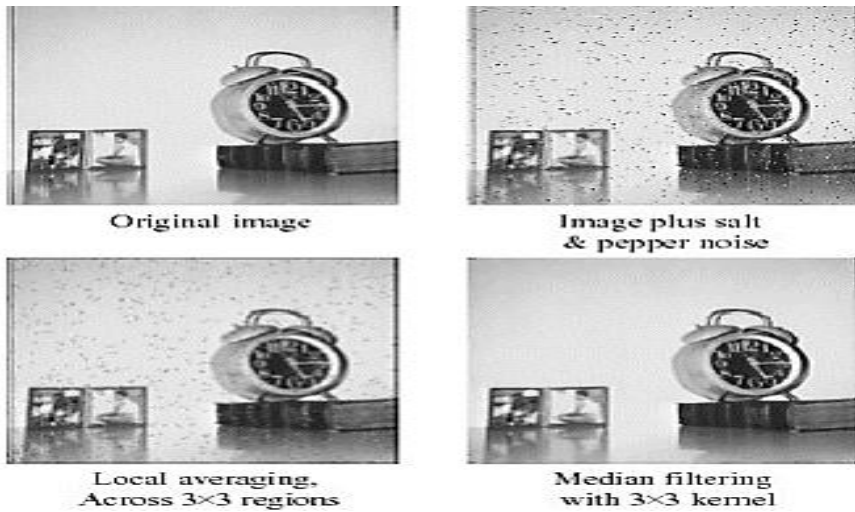 Original image
Image plus salt
& pepper noise
Local averaging,
Across 3×3 regions
Median filtering
with 3×3 kernel